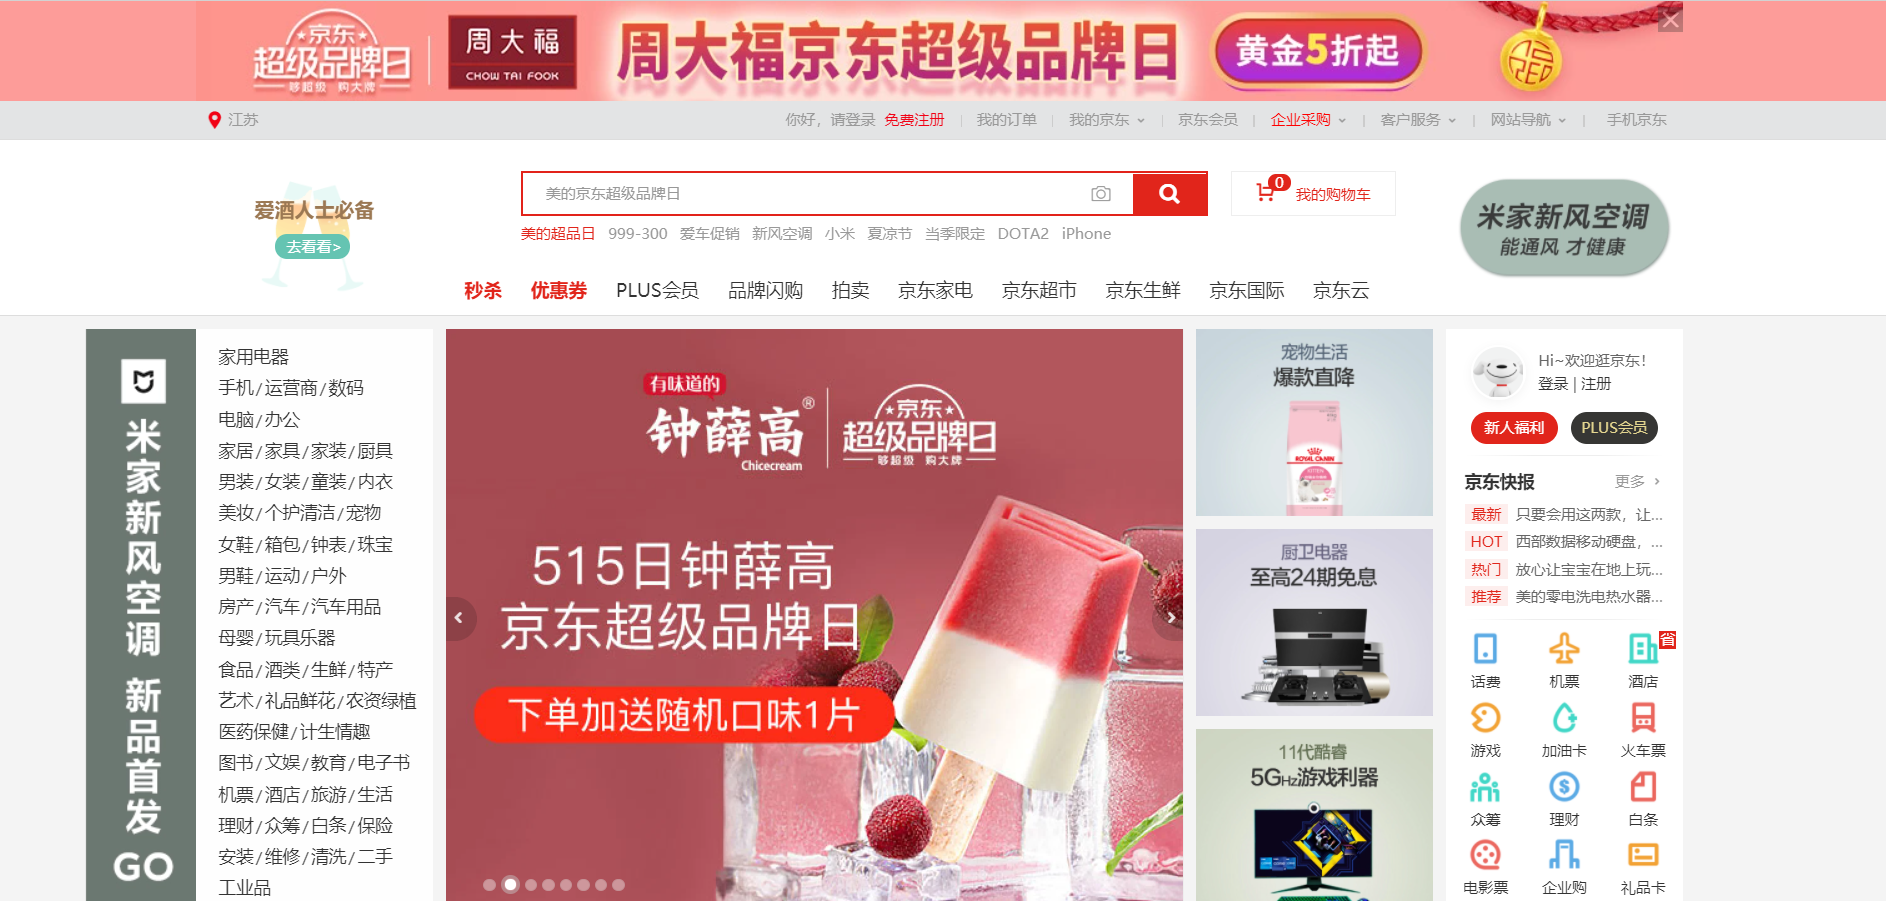 京东
超级品牌日
够超级 购大牌
周大福
CHOW TAI FOOK
周大福京东超级品牌日
黄金5折起
江苏
你好，请登录 免费注册 我的订单 我的京东 京东会员 企业采购 客户服务 网站导航 手机京东
爱酒人士必备
去看看>
美的京东超级品牌日
0
我的购物车
米家新风空调
能通风 才健康
美的超品日 999-300 爱车促销 新风空调 小米 夏凉节 当季限定 DOTA2 iPhone
秒杀 优惠券 PLUS会员 品牌闪购 拍卖 京东家电 京东超市 京东生鲜 京东国际 京东云
米家新风空调 新品首发
GO
家用电器
手机/运营商/数码
电脑/办公
家居/家具/家装/厨具
男装/女装/童装/内衣
美妆/个护清洁/宠物
女鞋/箱包/钟表/珠宝
男鞋/运动/户外
房产/汽车/汽车用品
母婴/玩具乐器
食品/酒类/生鲜/特产
艺术/礼品鲜花/农资绿植
医药保健/计生情趣
图书/文娱/教育/电子书
机票/酒店/旅游/生活
理财/众筹/白条/保险
安装/维修/清洗/二手
工业品
有味道的
钟薛高®
Chicecream
京东
超级品牌日
够超级 购大牌
515日钟薛高
京东超级品牌日
下单加送随机口味1片
宠物生活
爆款直降
ROYAL CANIN
厨卫电器
至高24期免息
11代酷睿
5GHz游戏利器
Hi~欢迎逛京东！
登录 | 注册
新人福利 PLUS会员
京东快报 更多 >
最新 只要会用这两款，让...
HOT 西部数据移动硬盘，...
热门 放心让宝宝在地上玩...
推荐 美的零电洗电热水器...
省
话费 机票 酒店
游戏 加油卡 火车票
众筹 理财 白条
电影票 企业购 礼品卡